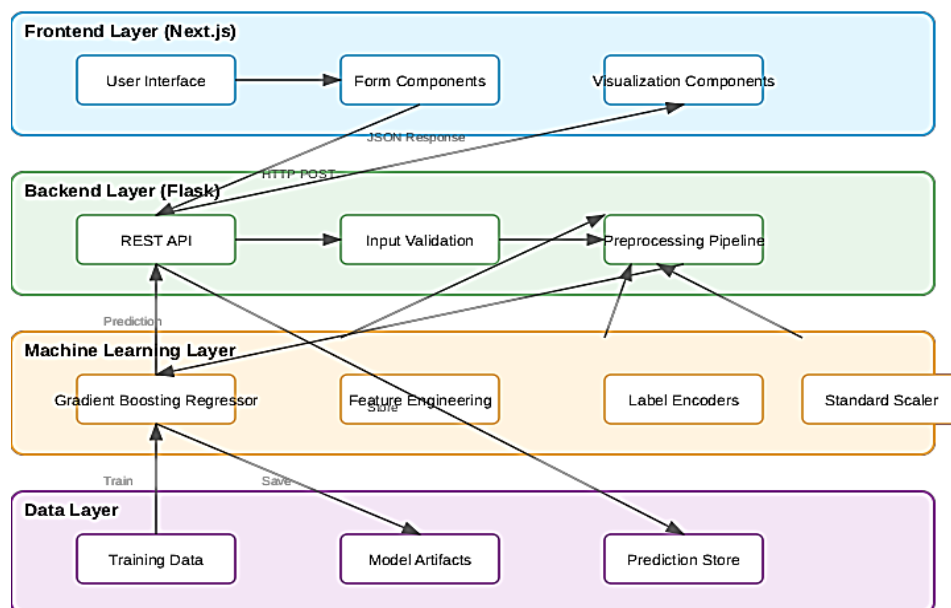 Frontend Layer (Next.js)
User Interface
Form Components
Visualization Components
JSON Response
HTTP POST
Backend Layer (Flask)
REST API
Input Validation
Preprocessing Pipeline
Prediction
Machine Learning Layer
Gradient Boosting Regressor
Feature Engineering
Label Encoders
Standard Scaler
Store
Train
Save
Data Layer
Training Data
Model Artifacts
Prediction Store